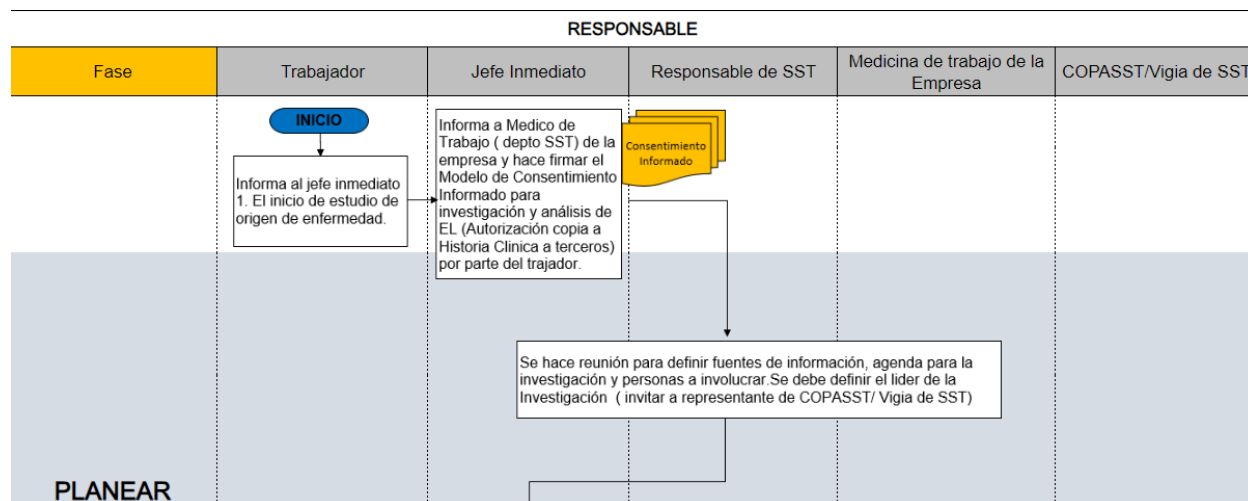 RESPONSABLE
Fase
Trabajador
Jefe Inmediato
Responsable de SST
Medicina de trabajo de la
Empresa
COPASST/Vigia de SST
INICIO
Informa al jefe inmediato
1. El inicio de estudio de
origen de enfermedad.
Informa a Medico de
Trabajo ( depto SST) de la
empresa y hace firmar el
Modelo de Consentimiento
Informado para
investigación y análisis de
EL (Autorización copia a
Historia Clinica a terceros)
por parte del trajador.
Consentimiento
Informado
Se hace reunión para definir fuentes de información, agenda para la
investigación y personas a involucrar.Se debe definir el lider de la
Investigación ( invitar a representante de COPASST/ Vigia de SST)
PLANEAR